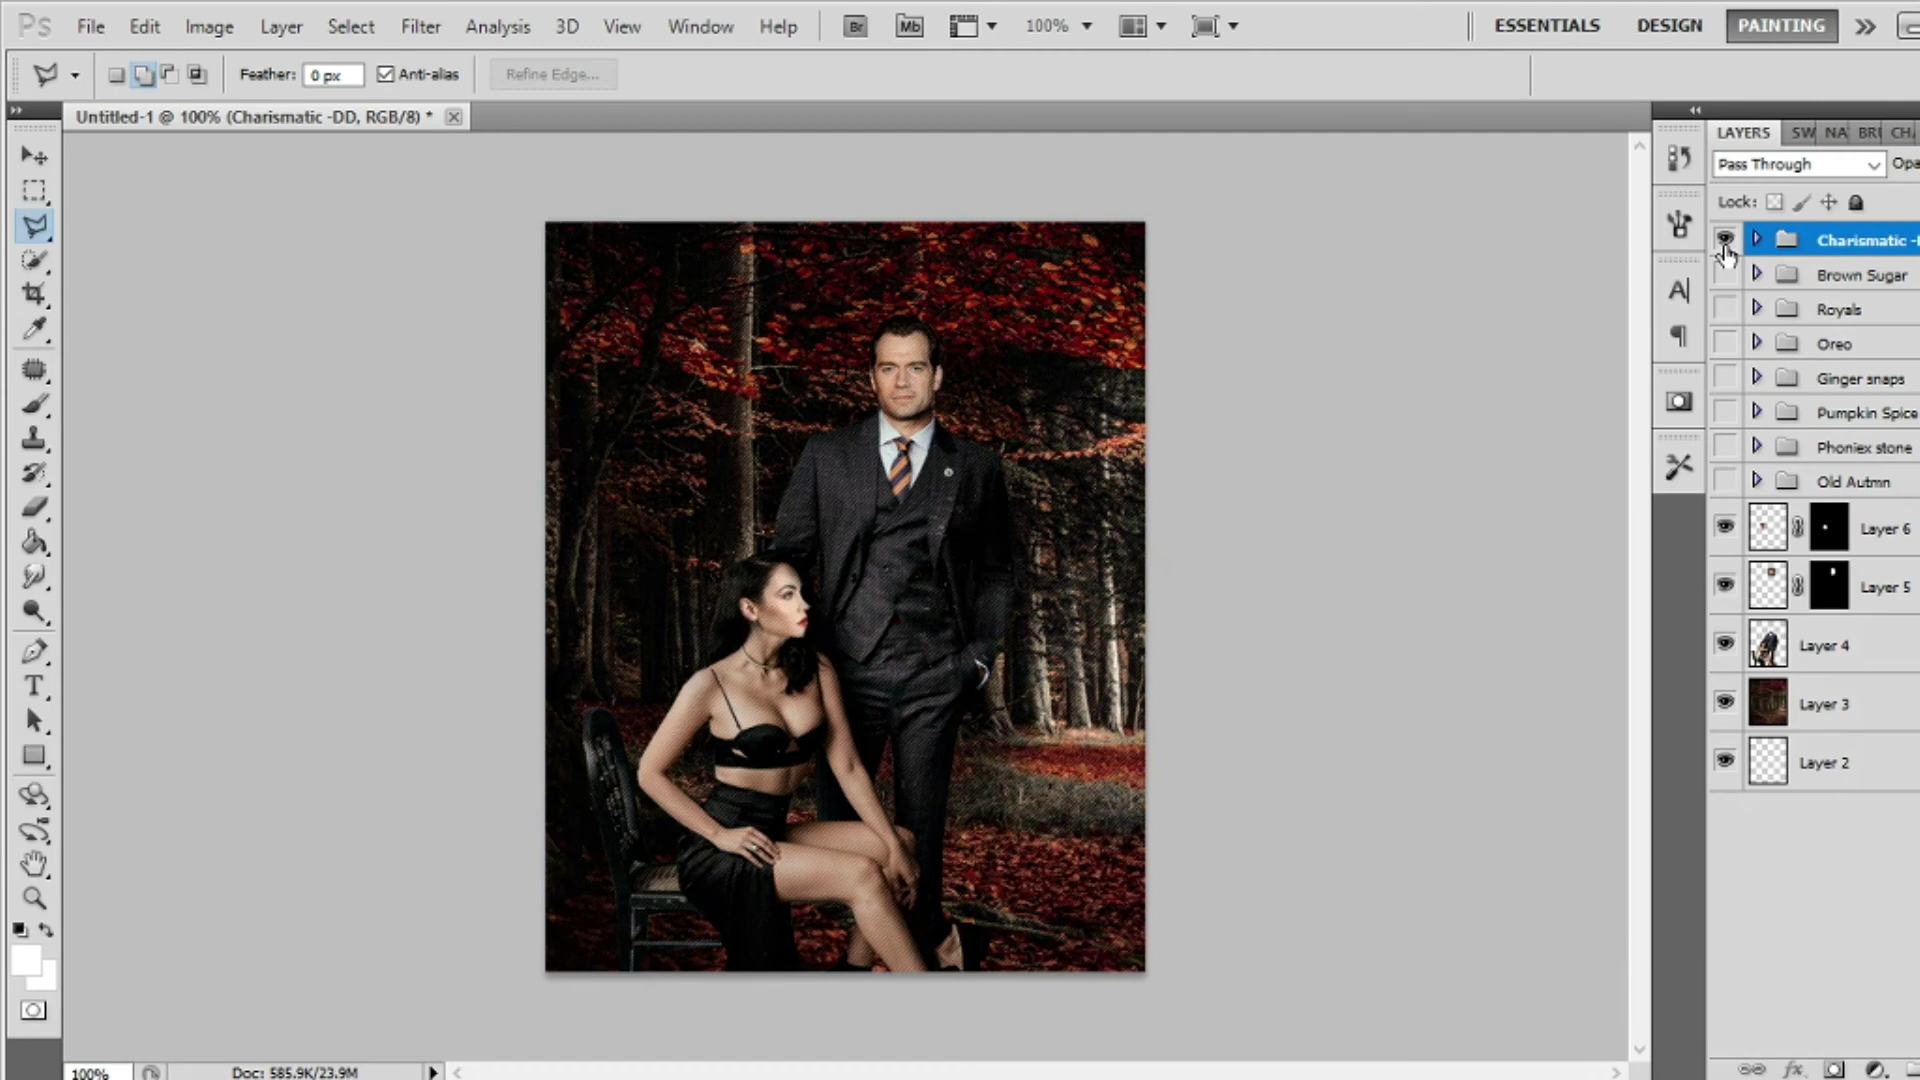 Ps File Edit Image Layer Select Filter Analysis 3D View Window Help Br Mb 100% ESSENTIALS DESIGN PAINTING
Feather: 0 px Anti-alias Refine Edge...
Untitled-1 @ 100% (Charismatic -DD, RGB/8) *
LAYERS SW NA BRI CH
Pass Through Opa
Lock:
Charismatic -
Brown Sugar
Royals
Oreo
Ginger snaps
Pumpkin Spice
Phoniex stone
Old Autmn
Layer 6
Layer 5
Layer 4
Layer 3
Layer 2
100% Doc: 585.9K/23.9M